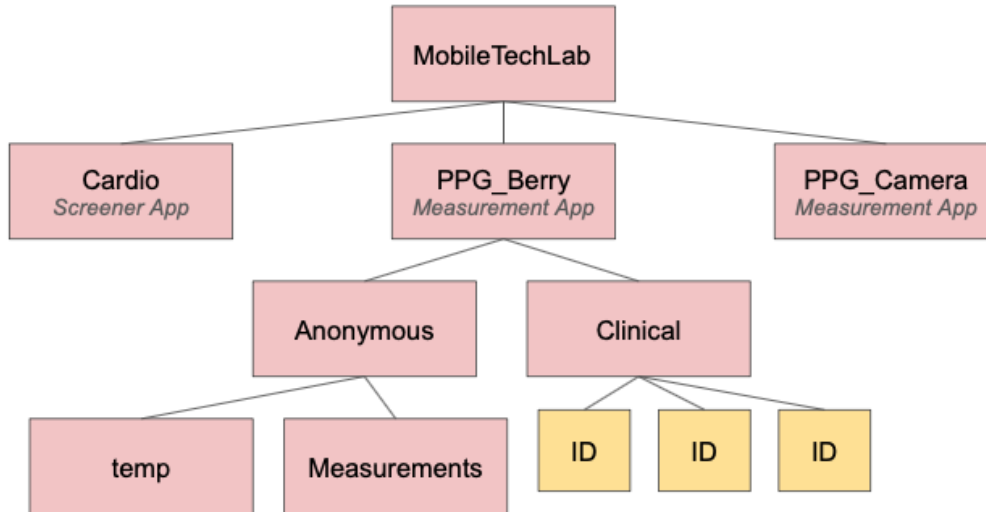 MobileTechLab
Cardio
Screener App
PPG_Berry
Measurement App
PPG_Camera
Measurement App
Anonymous
Clinical
temp
Measurements
ID
ID
ID